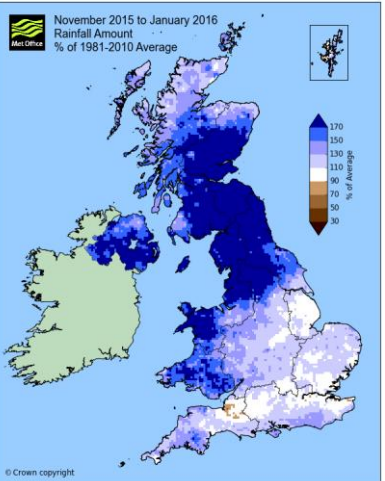 November 2015 to January 2016
Rainfall Amount
% of 1981-2010 Average
Met Office
170
150
130
110
90
70
50
30
% of Average
© Crown copyright